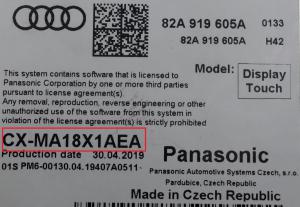 82A 919 605A 0133
82A 919 605A H42
This system contains software that is licensed to
Panasonic Corporation by one or more third parties
pursuant to license agreement(s).
Any removal, reproduction, reverse engineering or other
unauthorized use of the software from this system in
violation of the license agreement(s) is strictly prohibited
Model: Display
Touch
CX-MA18X1AEA
Production date 30.04.2019
01S PM6-00130.04.19407A0511
Panasonic
Panasonic Automotive Systems Czech, s.r.o.
Pardubice, Czech Republic
Made in Czech Republic